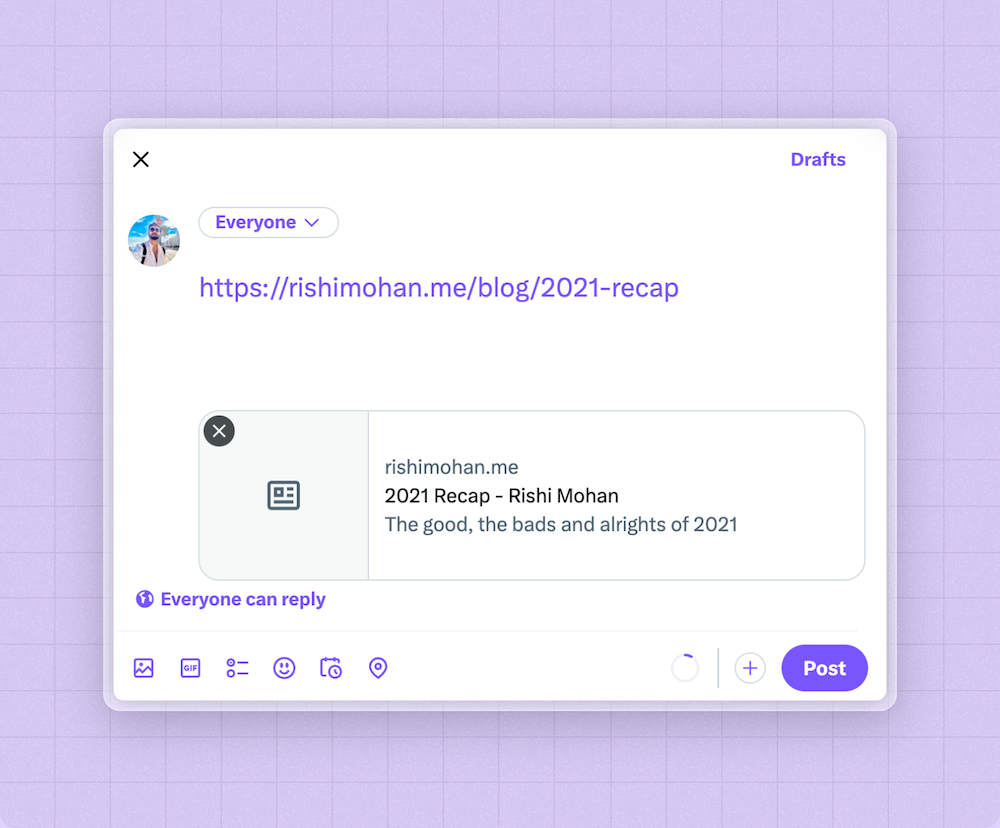 Drafts
Everyone
https://rishimohan.me/blog/2021-recap
rishimohan.me
2021 Recap - Rishi Mohan
The good, the bads and alrights of 2021
Everyone can reply
GIF
Post